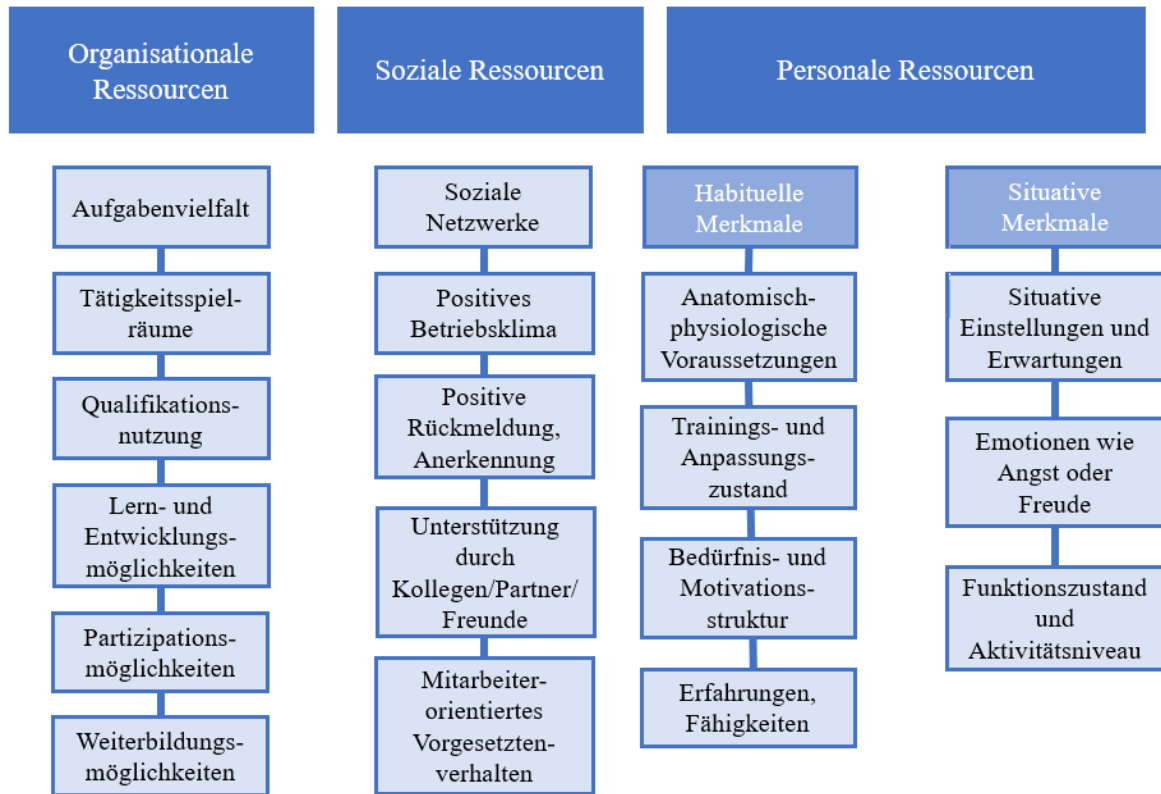 Organisationale
Ressourcen
Soziale Ressourcen
Personale Ressourcen
Aufgabenvielfalt
Tätigkeitsspiel-
räume
Qualifikations-
nutzung
Lern- und
Entwicklungs-
möglichkeiten
Partizipations-
möglichkeiten
Weiterbildungs-
möglichkeiten
Soziale
Netzwerke
Positives
Betriebsklima
Positive
Rückmeldung,
Anerkennung
Unterstützung
durch
Kollegen/Partner/
Freunde
Mitarbeiter-
orientiertes
Vorgesetzten-
verhalten
Habituelle
Merkmale
Anatomisch-
physiologische
Voraussetzungen
Trainings- und
Anpassungs-
zustand
Bedürfnis- und
Motivations-
struktur
Erfahrungen,
Fähigkeiten
Situative
Merkmale
Situative
Einstellungen und
Erwartungen
Emotionen wie
Angst oder
Freude
Funktionszustand
und
Aktivitätsniveau